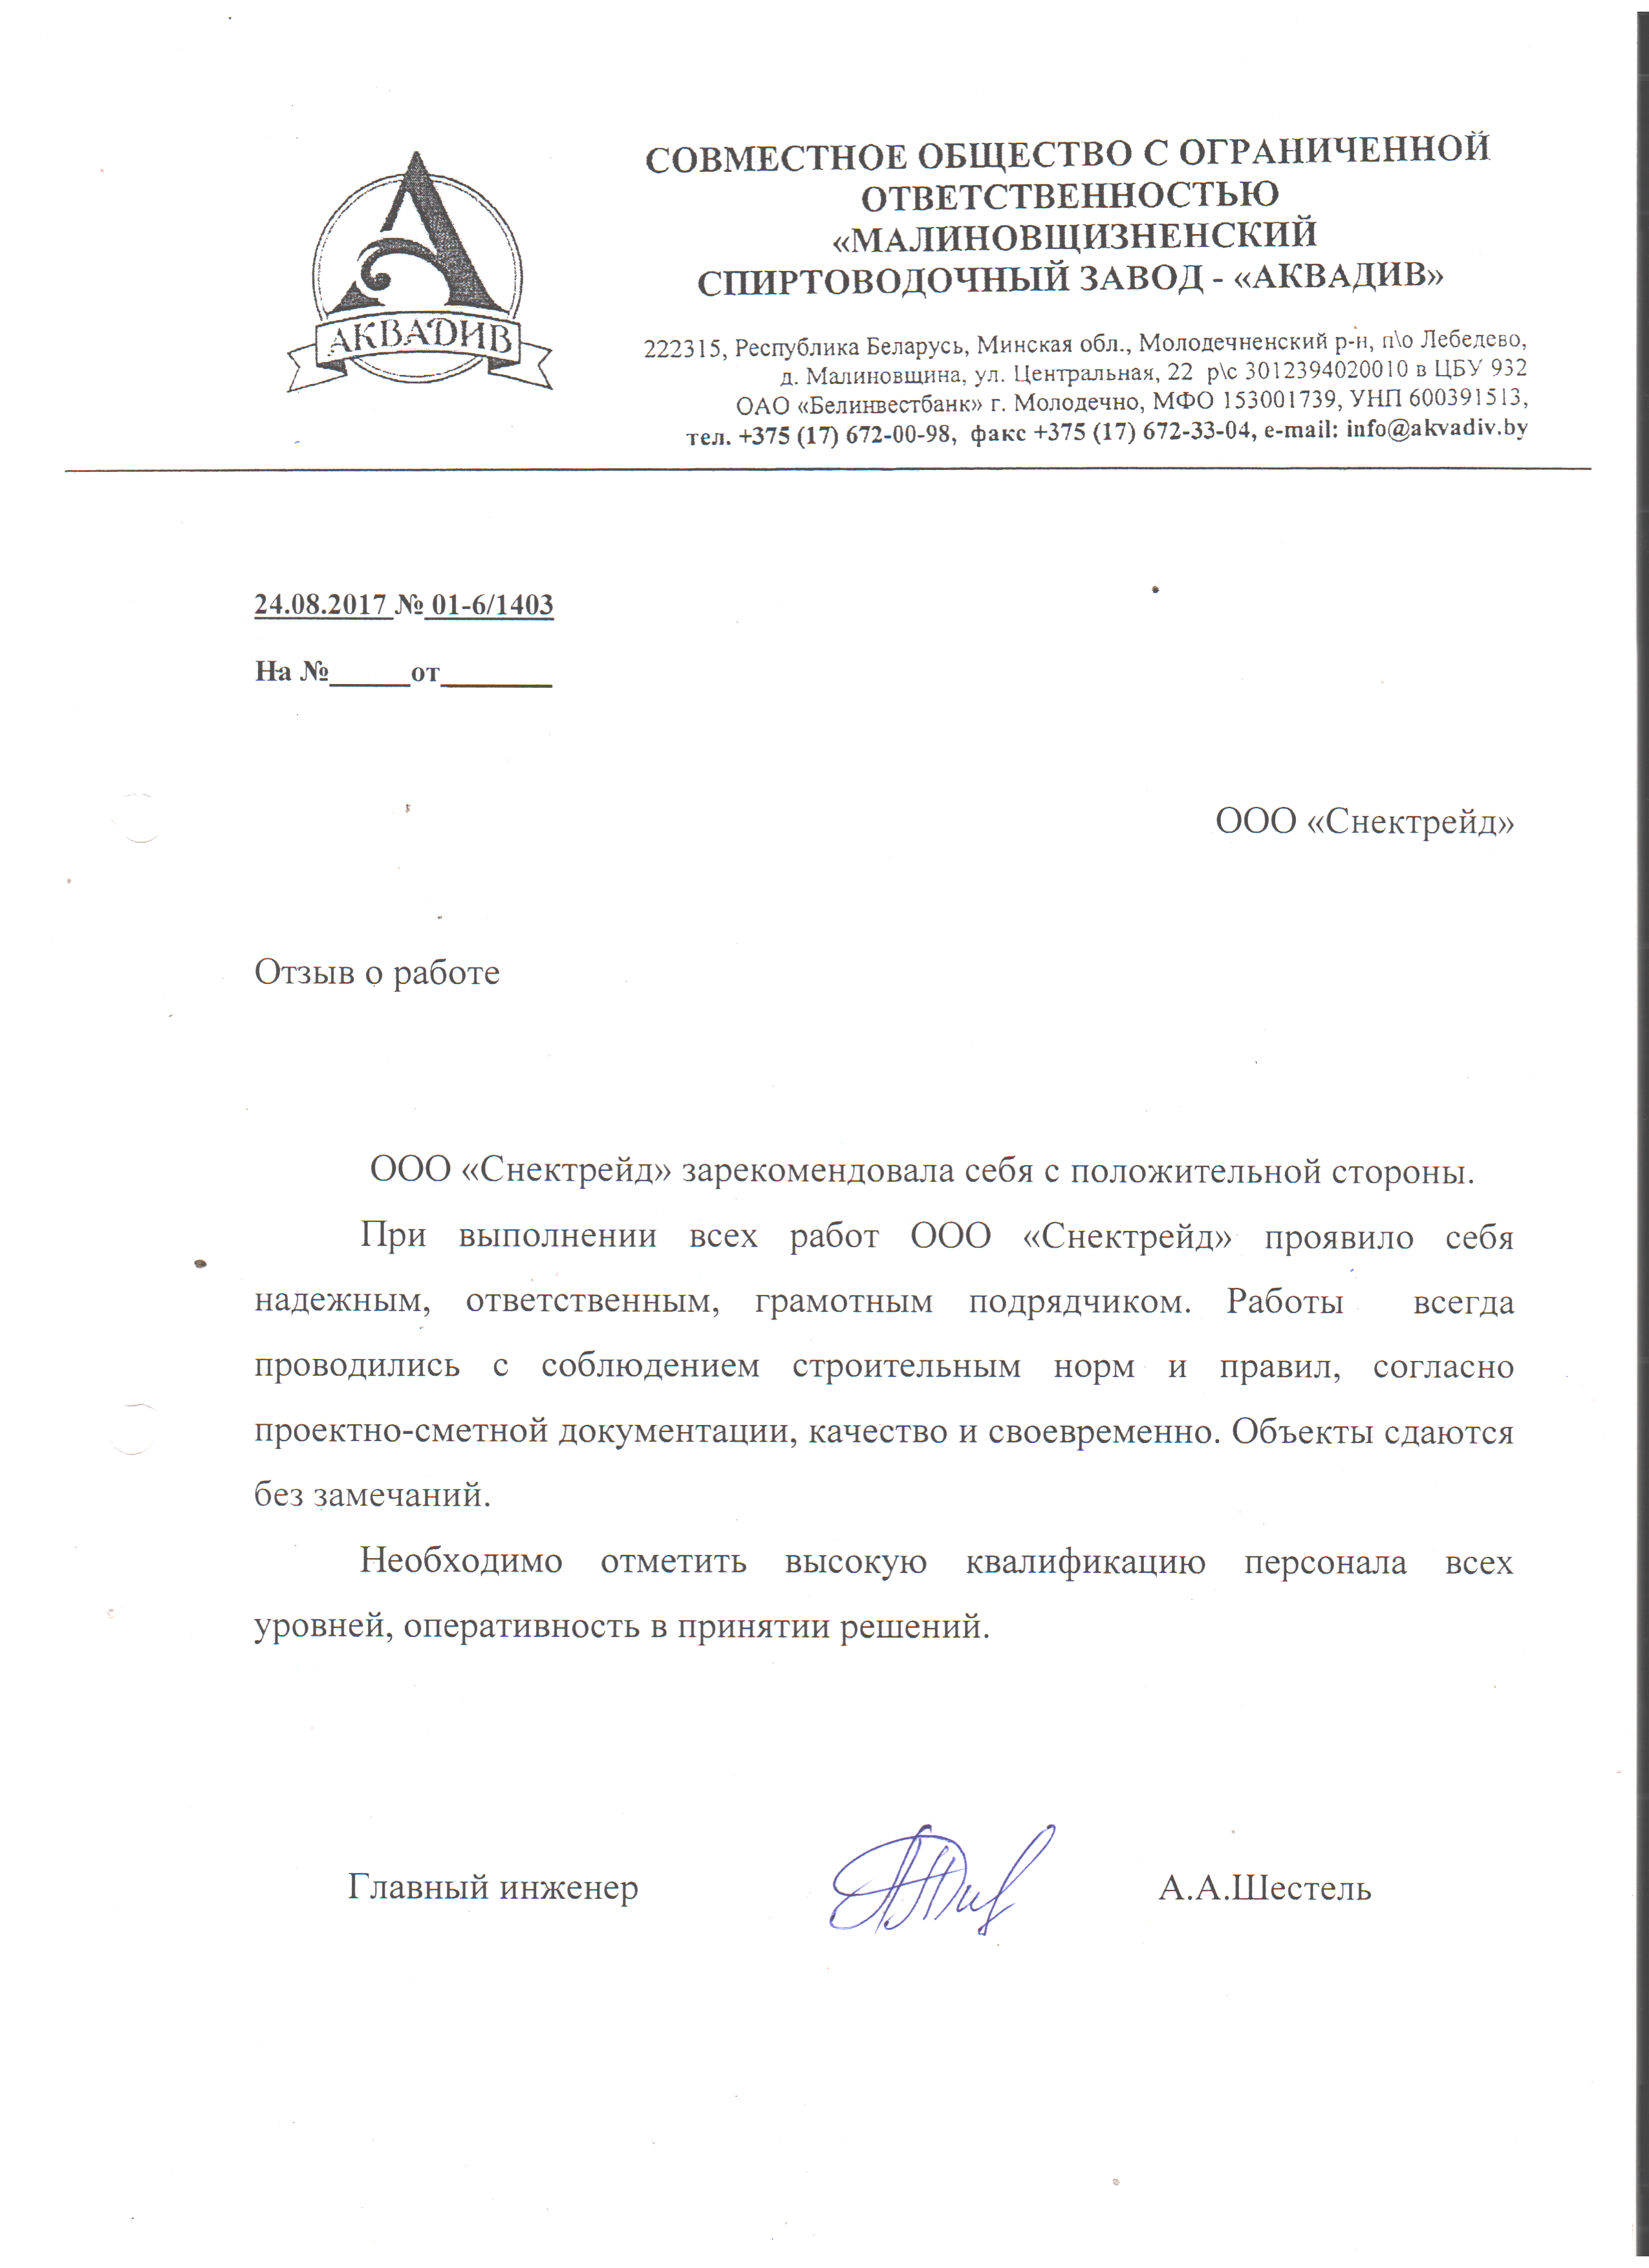 АКВАДИВ
СОВМЕСТНОЕ ОБЩЕСТВО С ОГРАНИЧЕННОЙ
ОТВЕТСТВЕННОСТЬЮ
«МАЛИНОВЩИЗНЕНСКИЙ
СПИРТОВОДОЧНЫЙ ЗАВОД - «АКВАДИВ»
222315, Республика Беларусь, Минская обл., Молодечненский р-н, п\о Лебедево,
д. Малиновщина, ул. Центральная, 22 р\с 3012394020010 в ЦБУ 932
ОАО «Белинвестбанк» г. Молодечно, МФО 153001739, УНП 600391513,
тел. +375 (17) 672-00-98, факс +375 (17) 672-33-04, e-mail: info@akvadiv.by
24.08.2017 № 01-6/1403
На №_____от_______
ООО «Снектрейд»
Отзыв о работе
ООО «Снектрейд» зарекомендовала себя с положительной стороны.
При выполнении всех работ ООО «Снектрейд» проявило себя
надежным, ответственным, грамотным подрядчиком. Работы всегда
проводились с соблюдением строительным норм и правил, согласно
проектно-сметной документации, качество и своевременно. Объекты сдаются
без замечаний.
Необходимо отметить высокую квалификацию персонала всех
уровней, оперативность в принятии решений.
Главный инженер А.А.Шестель